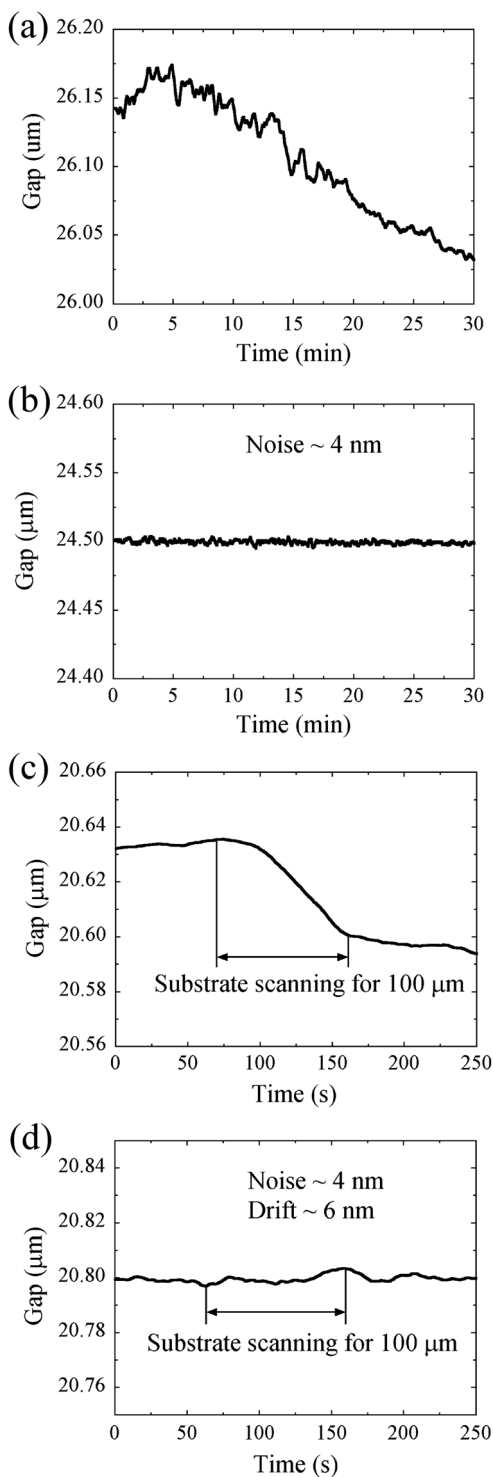 (a)
26.20
26.15
26.10
26.05
26.00
Gap (um)
0 5 10 15 20 25 30
Time (min)
(b)
24.60
24.55
24.50
24.45
24.40
Gap (μm)
Noise ~ 4 nm
0 5 10 15 20 25 30
Time (min)
(c)
20.66
20.64
20.62
20.60
20.58
20.56
Gap (μm)
Substrate scanning for 100 μm
0 50 100 150 200 250
Time (s)
(d)
20.84
20.82
20.80
20.78
20.76
Gap (μm)
Noise ~ 4 nm
Drift ~ 6 nm
Substrate scanning for 100 μm
0 50 100 150 200 250
Time (s)